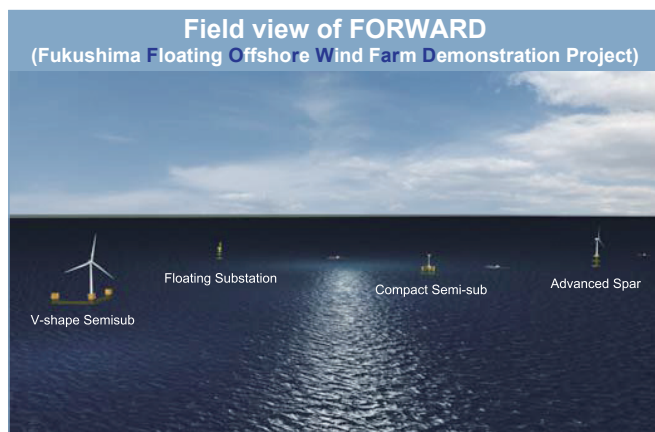 Field view of FORWARD
(Fukushima Floating Offshore Wind Farm Demonstration Project)
Floating Substation
Compact Semi-sub
Advanced Spar
V-shape Semisub